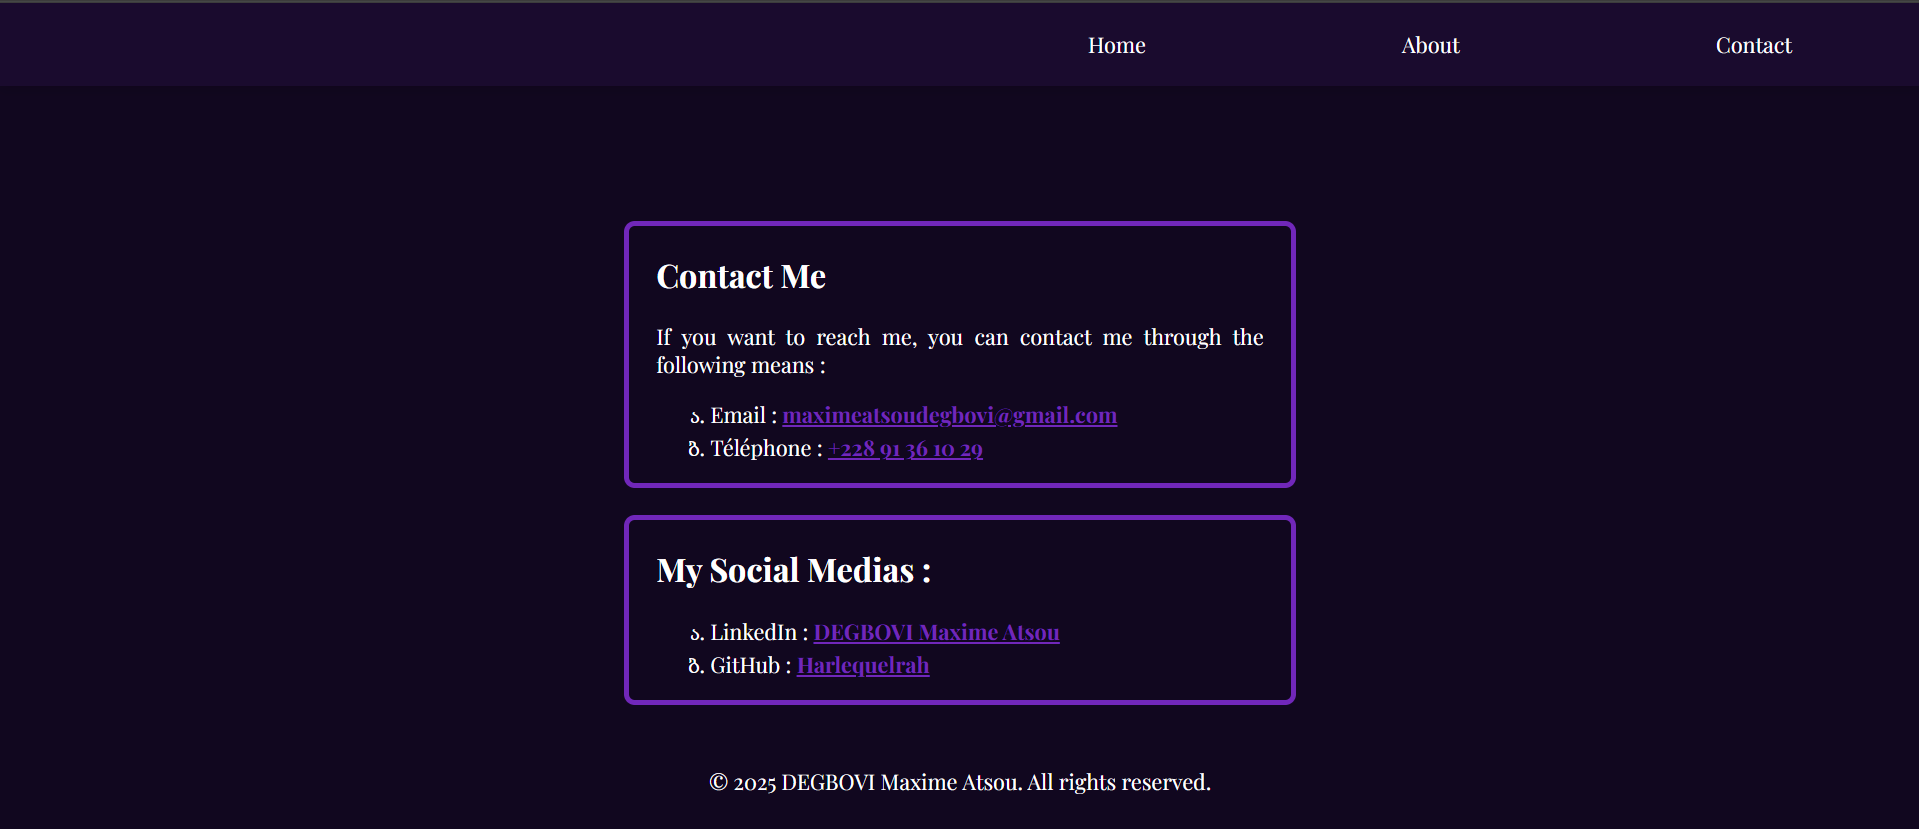 Home About Contact
Contact Me
If you want to reach me, you can contact me through the
following means :
ა. Email : maximeatsoudegbovi@gmail.com
ბ. Téléphone : +228 91 36 10 29
My Social Medias :
ა. LinkedIn : DEGBOVI Maxime Atsou
ბ. GitHub : Harlequelrah
© 2025 DEGBOVI Maxime Atsou. All rights reserved.